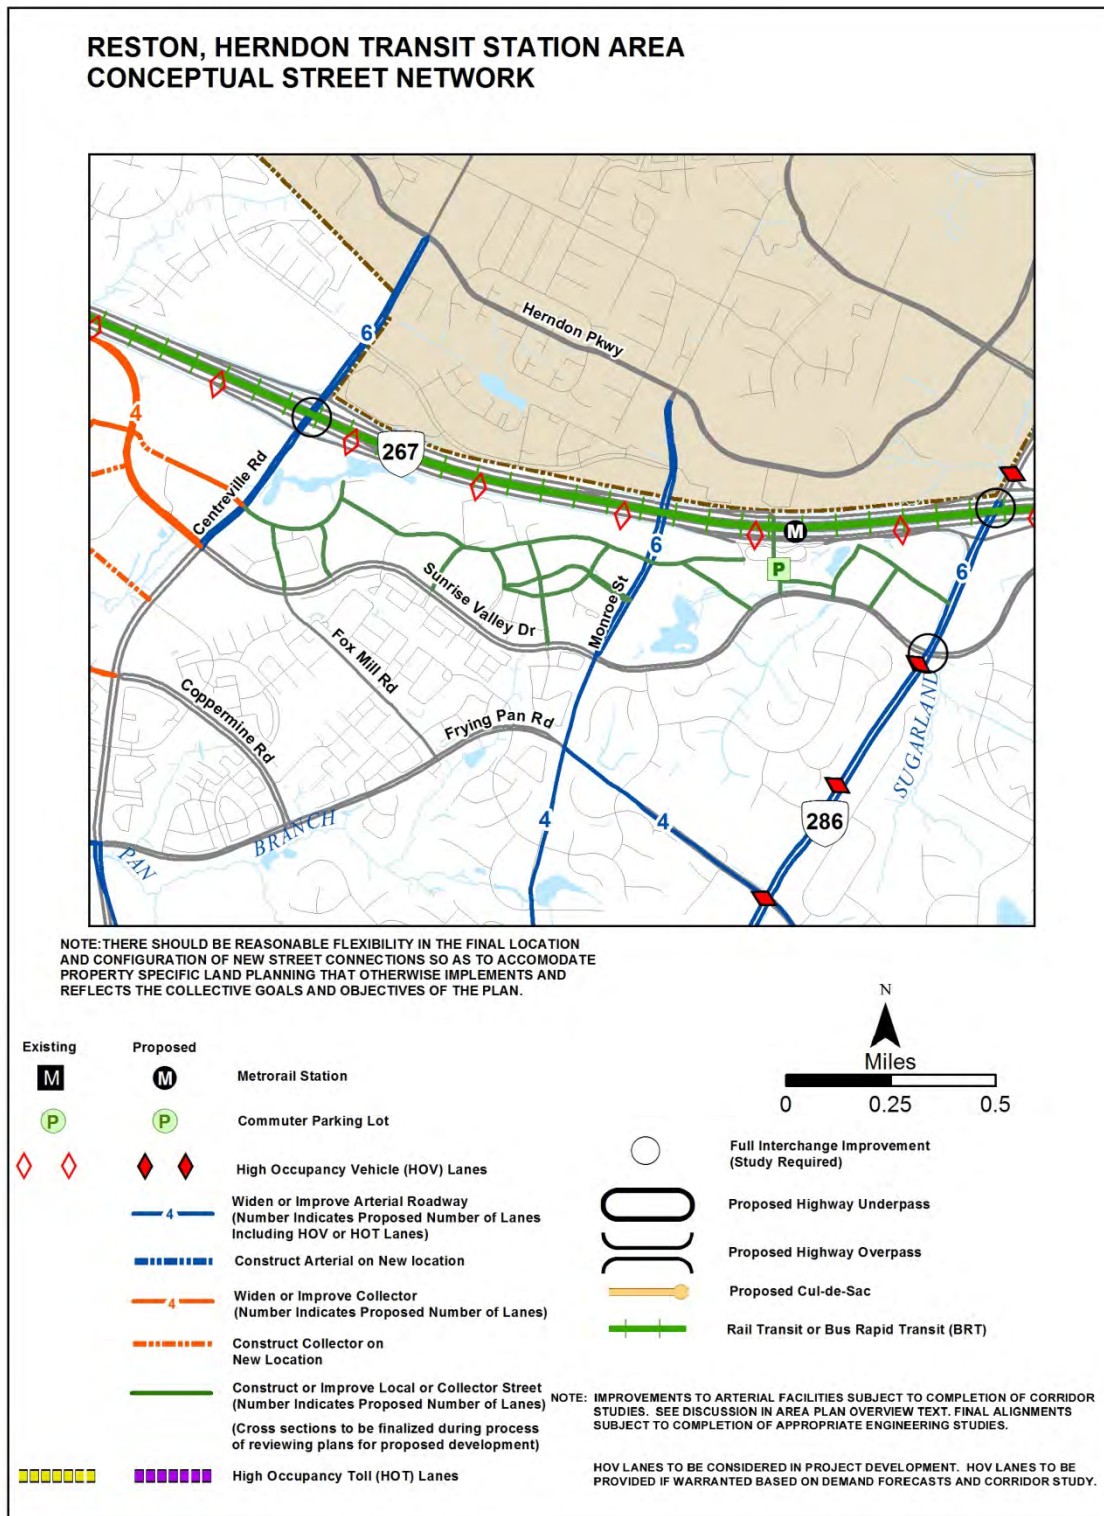 RESTON, HERNDON TRANSIT STATION AREA
CONCEPTUAL STREET NETWORK
6
Herndon Pkwy
4
267
Centreville Rd
M
6
P
6
Sunrise Valley Dr
Monroe St
Fox Mill Rd
Coppermine Rd
Frying Pan Rd
SUGARLAND
4
4
286
BRANCH
PAN
NOTE:THERE SHOULD BE REASONABLE FLEXIBILITY IN THE FINAL LOCATION
AND CONFIGURATION OF NEW STREET CONNECTIONS SO AS TO ACCOMODATE
PROPERTY SPECIFIC LAND PLANNING THAT OTHERWISE IMPLEMENTS AND
REFLECTS THE COLLECTIVE GOALS AND OBJECTIVES OF THE PLAN.
N
Miles
0 0.25 0.5
Existing Proposed
M M Metrorail Station
P P Commuter Parking Lot
High Occupancy Vehicle (HOV) Lanes
4 Widen or Improve Arterial Roadway
(Number Indicates Proposed Number of Lanes
Including HOV or HOT Lanes)
Construct Arterial on New location
4 Widen or Improve Collector
(Number Indicates Proposed Number of Lanes)
Construct Collector on
New Location
Construct or Improve Local or Collector Street
(Number Indicates Proposed Number of Lanes)
(Cross sections to be finalized during process
of reviewing plans for proposed development)
High Occupancy Toll (HOT) Lanes
Full Interchange Improvement
(Study Required)
Proposed Highway Underpass
Proposed Highway Overpass
Proposed Cul-de-Sac
Rail Transit or Bus Rapid Transit (BRT)
NOTE: IMPROVEMENTS TO ARTERIAL FACILITIES SUBJECT TO COMPLETION OF CORRIDOR
STUDIES. SEE DISCUSSION IN AREA PLAN OVERVIEW TEXT. FINAL ALIGNMENTS
SUBJECT TO COMPLETION OF APPROPRIATE ENGINEERING STUDIES.
HOV LANES TO BE CONSIDERED IN PROJECT DEVELOPMENT. HOV LANES TO BE
PROVIDED IF WARRANTED BASED ON DEMAND FORECASTS AND CORRIDOR STUDY.